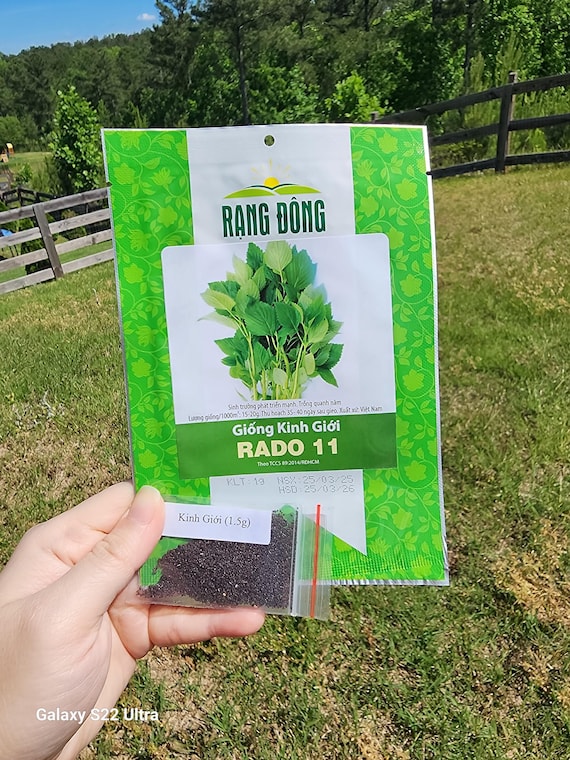 RẠNG ĐÔNG
Sinh trưởng phát triển mạnh. Trồng quanh năm
Lượng giống/1000m²: 15-20g. Thu hoạch 35-40 ngày sau gieo. Xuất xứ: Việt Nam
Giống Kinh Giới
RADO 11
Theo TCCS 89:2014/RĐHCM
KLT: 1g HSX: 25/03/25
HSD: 25/03/26
Kinh Giới (1.5g)
Galaxy S22 Ultra